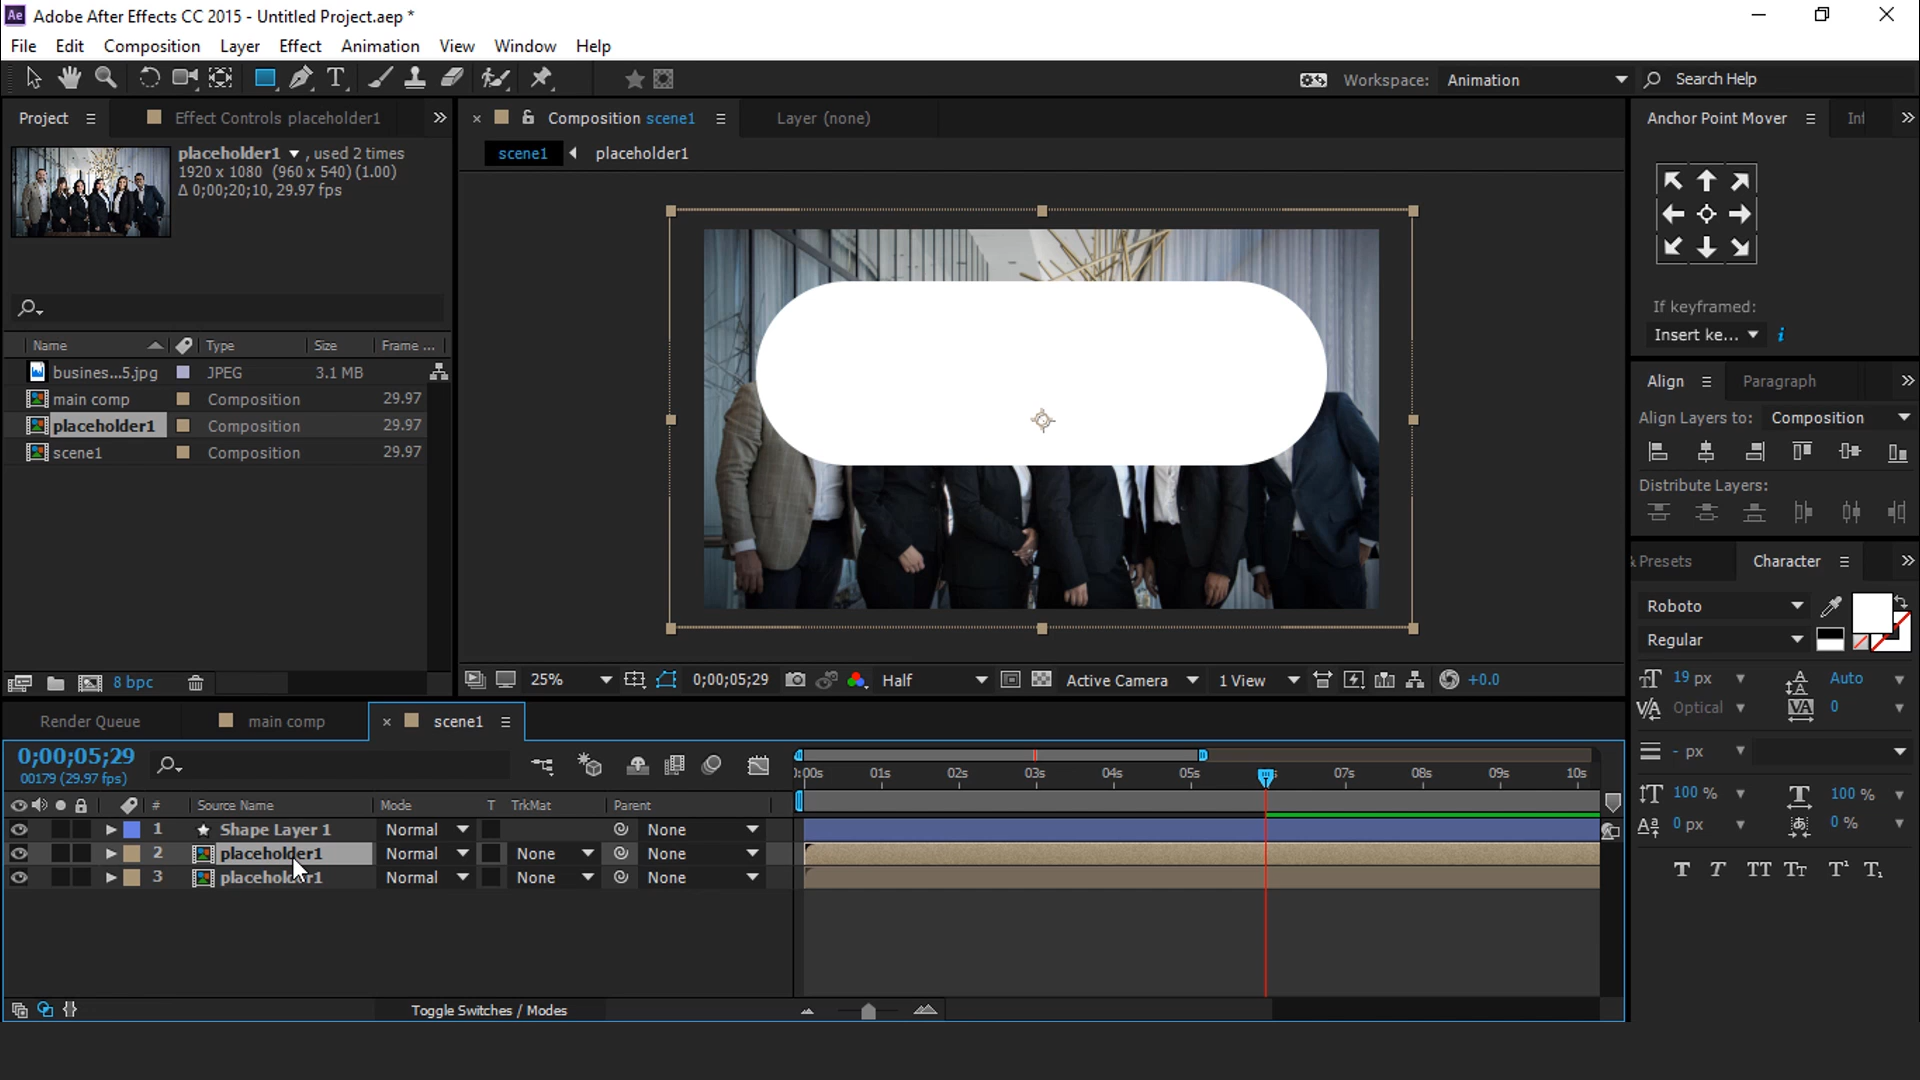 Ae Adobe After Effects CC 2015 - Untitled Project.aep *
File Edit Composition Layer Effect Animation View Window Help
Workspace: Animation Search Help
Project Effect Controls placeholder1
Composition scene1 Layer (none)
Anchor Point Mover Inf
scene1 placeholder1
placeholder1 , used 2 times
1920 x 1080 (960 x 540) (1.00)
Δ 0;00;20;10, 29.97 fps
If keyframed:
Insert ke...
Name Type Size Frame ...
busines...5.jpg JPEG 3.1 MB
main comp Composition 29.97
placeholder1 Composition 29.97
scene1 Composition 29.97
Align Paragraph
Align Layers to: Composition
Distribute Layers:
& Presets Character
Roboto
Regular
19 px Auto
Optical 0
- px
100 % 100 %
0 px 0 %
T T TT Tт T¹ T₁
8 bpc
25% 0;00;05;29 Half Active Camera 1 View +0.0
Render Queue main comp scene1
0;00;05;29
00179 (29.97 fps)
):00s 01s 02s 03s 04s 05s 07s 08s 09s 10s
# Source Name Mode T TrkMat Parent
1 Shape Layer 1 Normal None
2 placeholder1 Normal None None
3 placeholder1 Normal None None
Toggle Switches / Modes